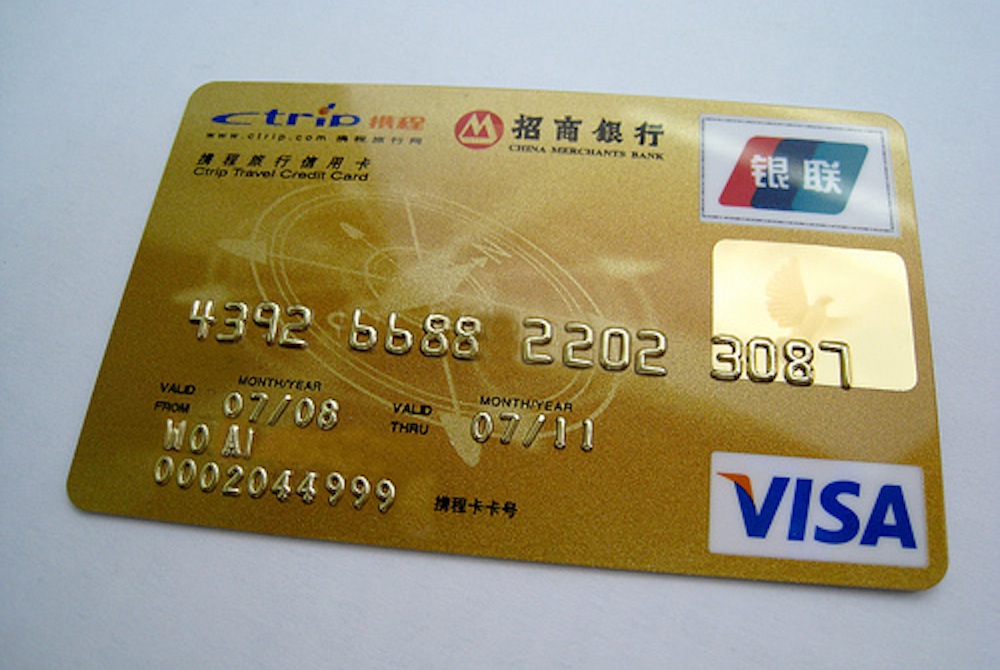 Ctrip 携程
www.ctrip.com 携程旅行网
携程旅行信用卡
Ctrip Travel Credit Card
招商銀行
CHINA MERCHANTS BANK
银联
4392 6688 2202 3087
VALID FROM MONTH/YEAR 07/08
VALID THRU MONTH/YEAR 07/11
WO AI
0002044999 携程卡卡号
VISA